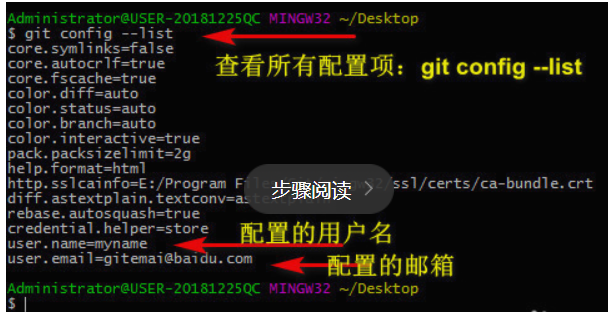 Administrator@USER-20181225QC MINGW32 ~/Desktop
$ git config --list
core.symlinks=false
core.autocrlf=true
core.fscache=true
查看所有配置项：git config --list
color.diff=auto
color.status=auto
color.branch=auto
color.interactive=true
pack.packsizelimit=2g
help.format=html
http.sslcainfo=E:/Program Fi /ssl/certs/ca-bundle.crt
步骤阅读
diff.astextplain.textconv=astext
rebase.autosquash=true
credential.helper=store
配置的用户名
user.name=myname
user.email=gitemai@baidu.com
配置的邮箱
Administrator@USER-20181225QC MINGW32 ~/Desktop
$